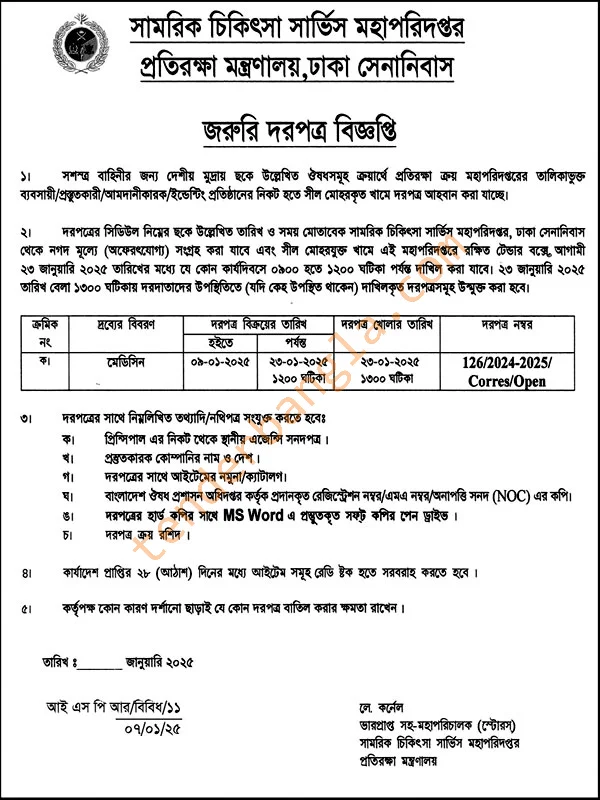 সামরিক চিকিৎসা সার্ভিস মহাপরিদপ্তর
প্রতিরক্ষা মন্ত্রণালয়,ঢাকা সেনানিবাস
জরুরি দরপত্র বিজ্ঞপ্তি
১। সশস্ত্র বাহিনীর জন্য দেশীয় মুদ্রায় ছকে উল্লেখিত ঔষধসমূহ ক্রয়ার্থে প্রতিরক্ষা ক্রয় মহাপরিদপ্তরের তালিকাভুক্ত
ব্যবসায়ী/প্রস্তুতকারী/আমদানীকারক/ইন্ডেন্টিং প্রতিষ্ঠানের নিকট হতে সীল মোহরকৃত খামে দরপত্র আহবান করা যাচ্ছে।
২। দরপত্রের সিডিউল নিম্নের ছকে উল্লেখিত তারিখ ও সময় মোতাবেক সামরিক চিকিৎসা সার্ভিস মহাপরিদপ্তর, ঢাকা সেনানিবাস
থেকে নগদ মূল্যে (অফেরৎযোগ্য) সংগ্রহ করা যাবে এবং সীল মোহরযুক্ত খামে এই মহাপরিদপ্তরে রক্ষিত টেন্ডার বক্সে, আগামী
২৩ জানুয়ারি ২০২৫ তারিখের মধ্যে যে কোন কার্যদিবসে ০৯০০ হতে ১২০০ ঘটিকা পর্যন্ত দাখিল করা যাবে। ২৩ জানুয়ারি ২০২৫
তারিখ বেলা ১৩০০ ঘটিকায় দরদাতাদের উপস্থিতিতে (যদি কেহ উপস্থিত থাকেন) দাখিলকৃত দরপত্রসমূহ উন্মুক্ত করা হবে।
ক্রমিক নং দ্রব্যের বিবরণ দরপত্র বিক্রয়ের তারিখ দরপত্র খোলার তারিখ দরপত্র নম্বর
হইতে পর্যন্ত
ক। মেডিসিন ০৯-০১-২০২৫ ২৩-০১-২০২৫ ২৩-০১-২০২৫ 126/2024-2025/
১২০০ ঘটিকা ১৩০০ ঘটিকা Corres/Open
৩। দরপত্রের সাথে নিম্নলিখিত তথ্যাদি/নথিপত্র সংযুক্ত করতে হবেঃ
ক। প্রিন্সিপাল এর নিকট থেকে স্থানীয় এজেন্সি সনদপত্র।
খ। প্রস্তুতকারক কোম্পানির নাম ও দেশ।
গ। দরপত্রের সাথে আইটেমের নমুনা/ক্যাটালগ।
ঘ। বাংলাদেশ ঔষধ প্রশাসন অধিদপ্তর কর্তৃক প্রদানকৃত রেজিস্ট্রেশন নম্বর/এমএ নম্বর/অনাপত্তি সনদ (NOC) এর কপি।
ঙ। দরপত্রের হার্ড কপির সাথে MS Word এ প্রস্তুতকৃত সফ্ট কপির পেন ড্রাইভ।
চ। দরপত্র ক্রয় রশিদ।
৪। কার্যাদেশ প্রাপ্তির ২৮ (আঠাশ) দিনের মধ্যে আইটেম সমূহ রেডি ষ্টক হতে সরবরাহ করতে হবে।
৫। কর্তৃপক্ষ কোন কারণ দর্শানো ছাড়াই যে কোন দরপত্র বাতিল করার ক্ষমতা রাখেন।
তারিখ ঃ______ জানুয়ারি ২০২৫
আই এস পি আর/বিবিধ/১১
০৭/০১/২৫
লে. কর্নেল
ভারপ্রাপ্ত সহ-মহাপরিচালক (স্টোরস)
সামরিক চিকিৎসা সার্ভিস মহাপরিদপ্তর
প্রতিরক্ষা মন্ত্রণালয়
tenderbangla.com